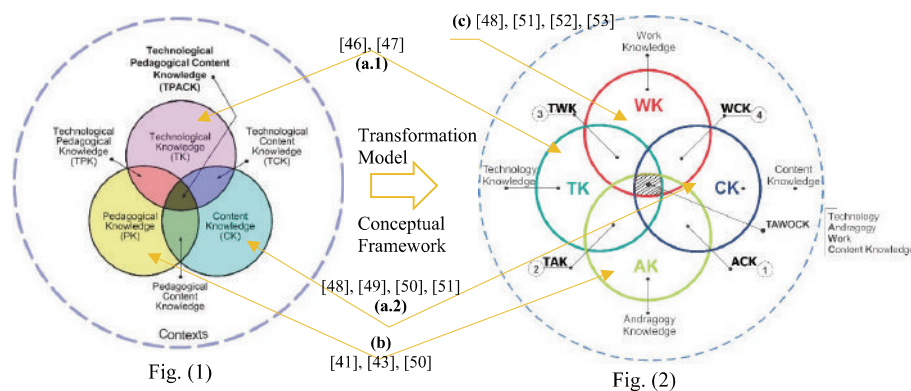 [46], [47]
(a.1)
(c) [48], [51], [52], [53]
Technological
Pedagogical Content
Knowledge
(TPACK)
Technological
Pedagogical
Knowledge
(TPK)
Technological
Knowledge
(TK)
Technological
Content
Knowledge
(TCK)
Pedagogical
Knowledge
(PK)
Content
Knowledge
(CK)
Pedagogical
Content
Knowledge
Contexts
Fig. (1)
Transformation
Model
Conceptual
Framework
[48], [49], [50], [51]
(a.2)
(b)
[41], [43], [50]
Work
Knowledge
WK
TWK
3
WCK
4
Technology
Knowledge
TK
CK
Content
Knowledge
TAWOCK
Technology
Andragogy
Work
Content Knowledge
TAK
2
AK
ACK
1
Andragogy
Knowledge
Fig. (2)